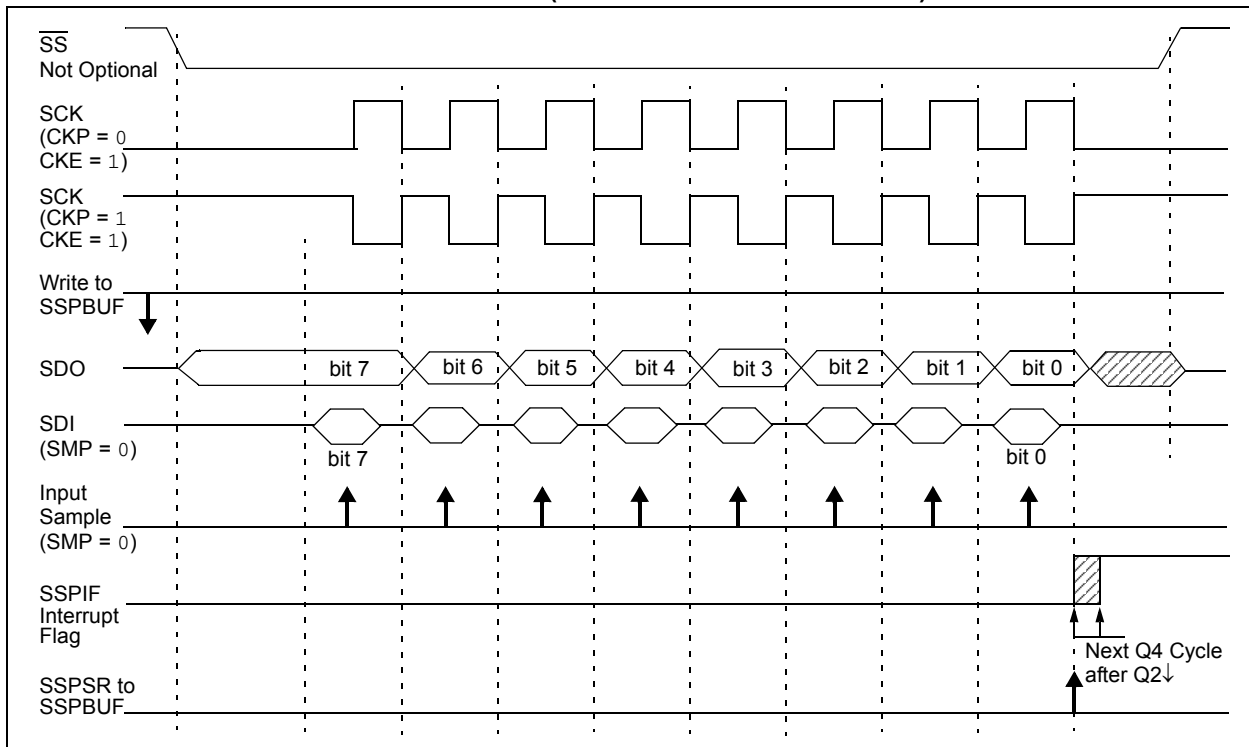 SS
Not Optional
SCK
(CKP = 0
CKE = 1)
SCK
(CKP = 1
CKE = 1)
Write to
SSPBUF
SDO
bit 7
bit 6
bit 5
bit 4
bit 3
bit 2
bit 1
bit 0
SDI
(SMP = 0)
bit 7
bit 0
Input
Sample
(SMP = 0)
SSPIF
Interrupt
Flag
Next Q4 Cycle
after Q2↓
SSPSR to
SSPBUF